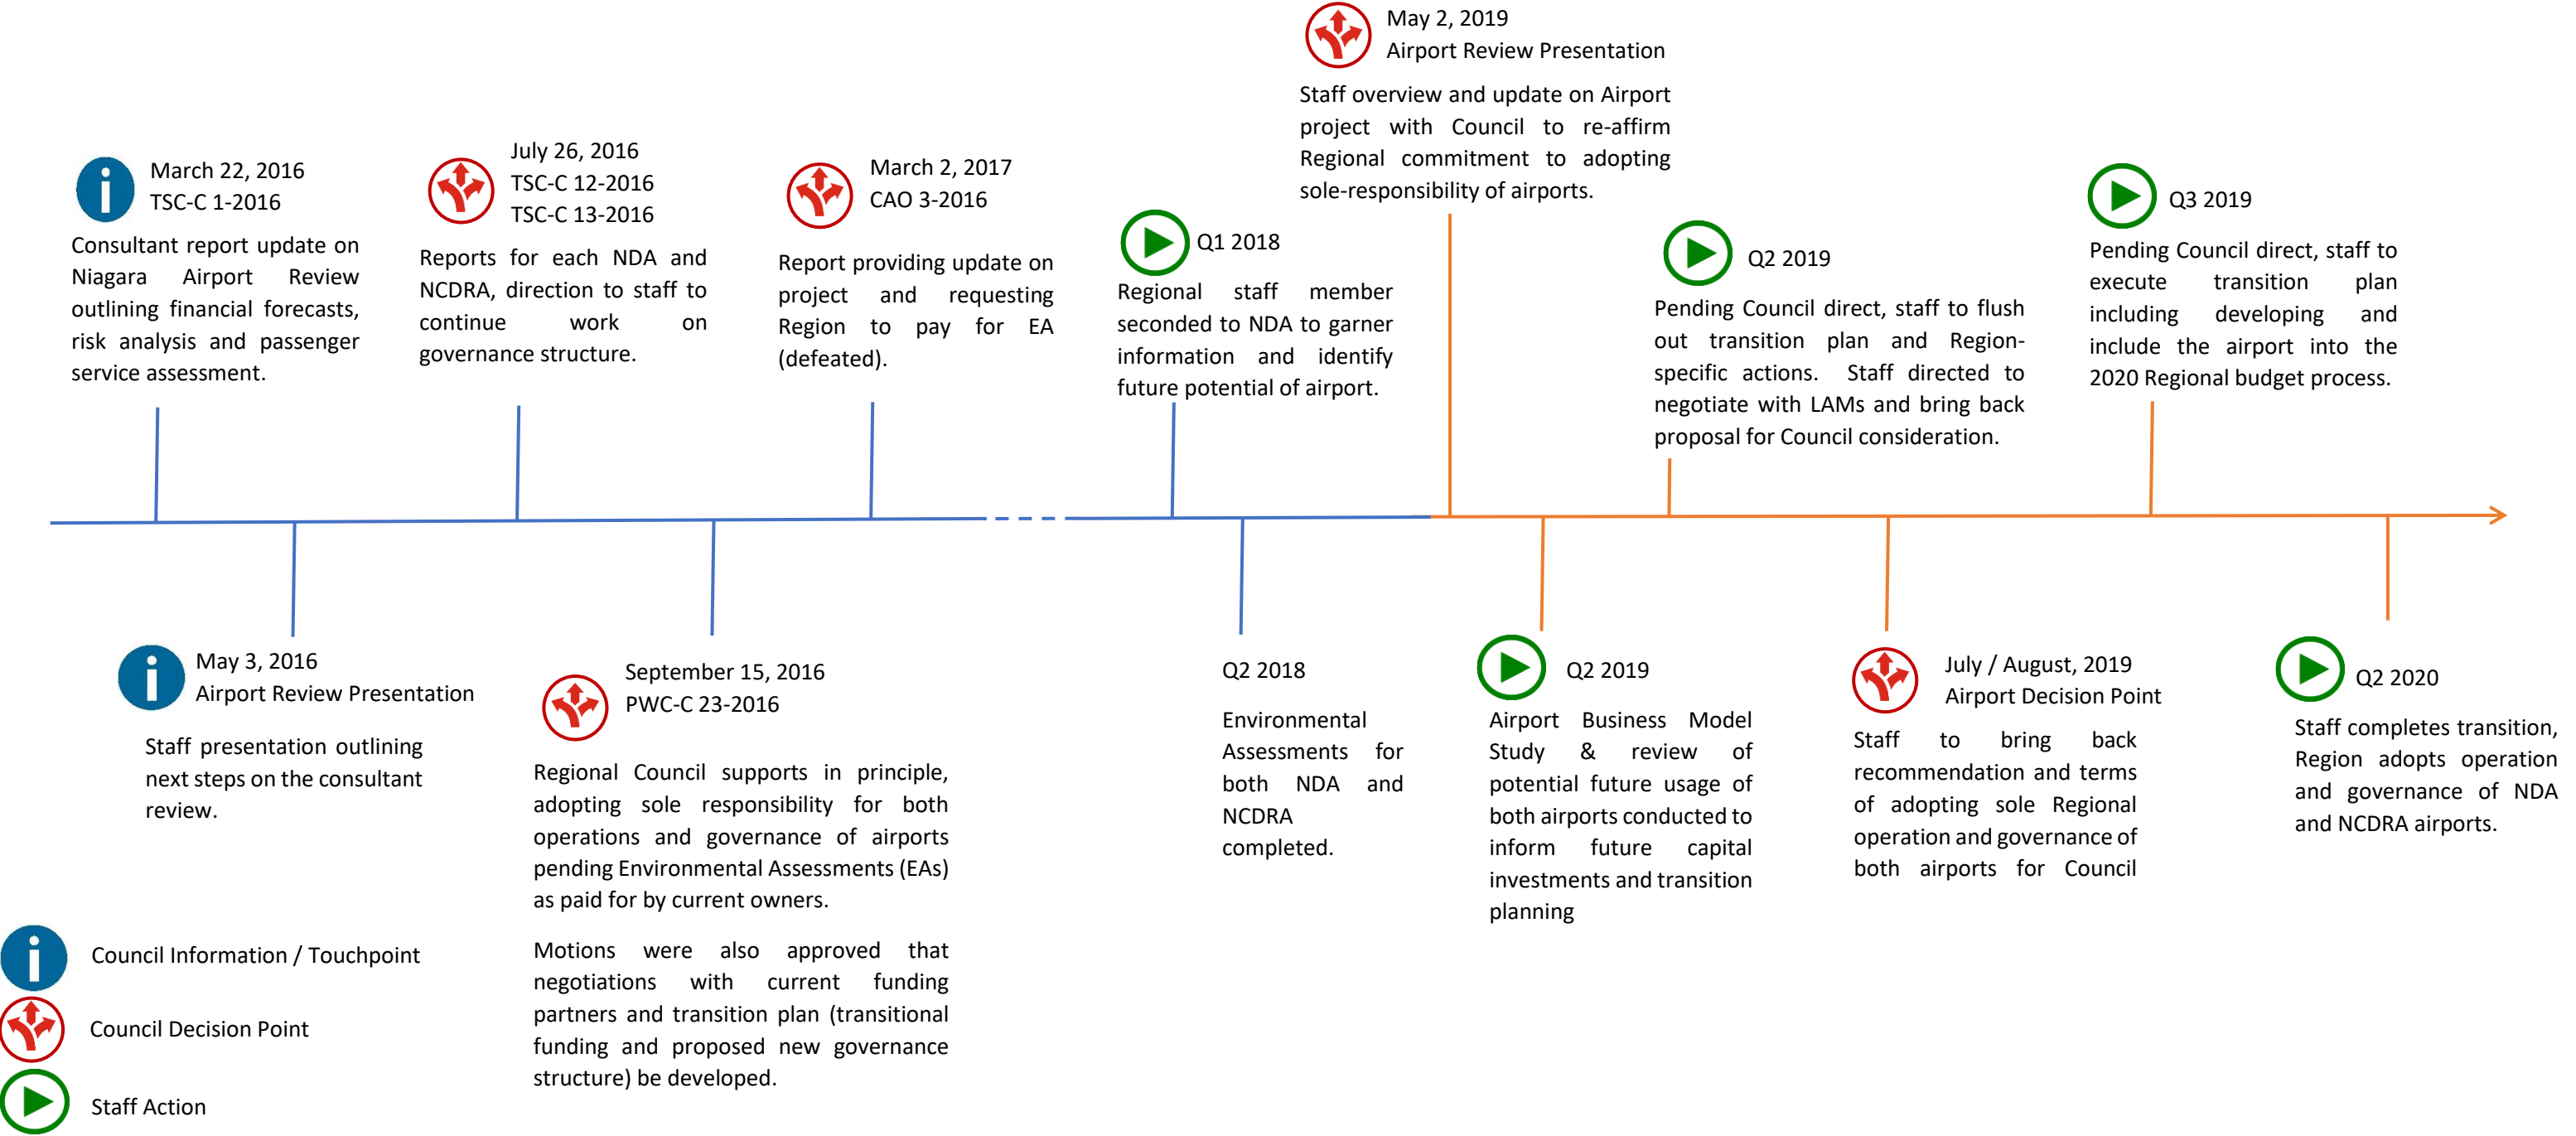 May 2, 2019
Airport Review Presentation
Staff overview and update on Airport
project with Council to re-affirm
Regional commitment to adopting
sole-responsibility of airports.
March 22, 2016
TSC-C 1-2016
Consultant report update on
Niagara Airport Review
outlining financial forecasts,
risk analysis and passenger
service assessment.
July 26, 2016
TSC-C 12-2016
TSC-C 13-2016
Reports for each NDA and
NCDRA, direction to staff to
continue work on
governance structure.
March 2, 2017
CAO 3-2016
Report providing update on
project and requesting
Region to pay for EA
(defeated).
Q1 2018
Regional staff member
seconded to NDA to garner
information and identify
future potential of airport.
Q2 2019
Pending Council direct, staff to flush
out transition plan and Region-
specific actions. Staff directed to
negotiate with LAMs and bring back
proposal for Council consideration.
Q3 2019
Pending Council direct, staff to
execute transition plan
including developing and
include the airport into the
2020 Regional budget process.
May 3, 2016
Airport Review Presentation
Staff presentation outlining
next steps on the consultant
review.
September 15, 2016
PWC-C 23-2016
Regional Council supports in principle,
adopting sole responsibility for both
operations and governance of airports
pending Environmental Assessments (EAs)
as paid for by current owners.
Motions were also approved that
negotiations with current funding
partners and transition plan (transitional
funding and proposed new governance
structure) be developed.
Q2 2018
Environmental
Assessments for
both NDA and
NCDRA
completed.
Q2 2019
Airport Business Model
Study & review of
potential future usage of
both airports conducted to
inform future capital
investments and transition
planning
July / August, 2019
Airport Decision Point
Staff to bring back
recommendation and terms
of adopting sole Regional
operation and governance of
both airports for Council
Q2 2020
Staff completes transition,
Region adopts operation
and governance of NDA
and NCDRA airports.
Council Information / Touchpoint
Council Decision Point
Staff Action